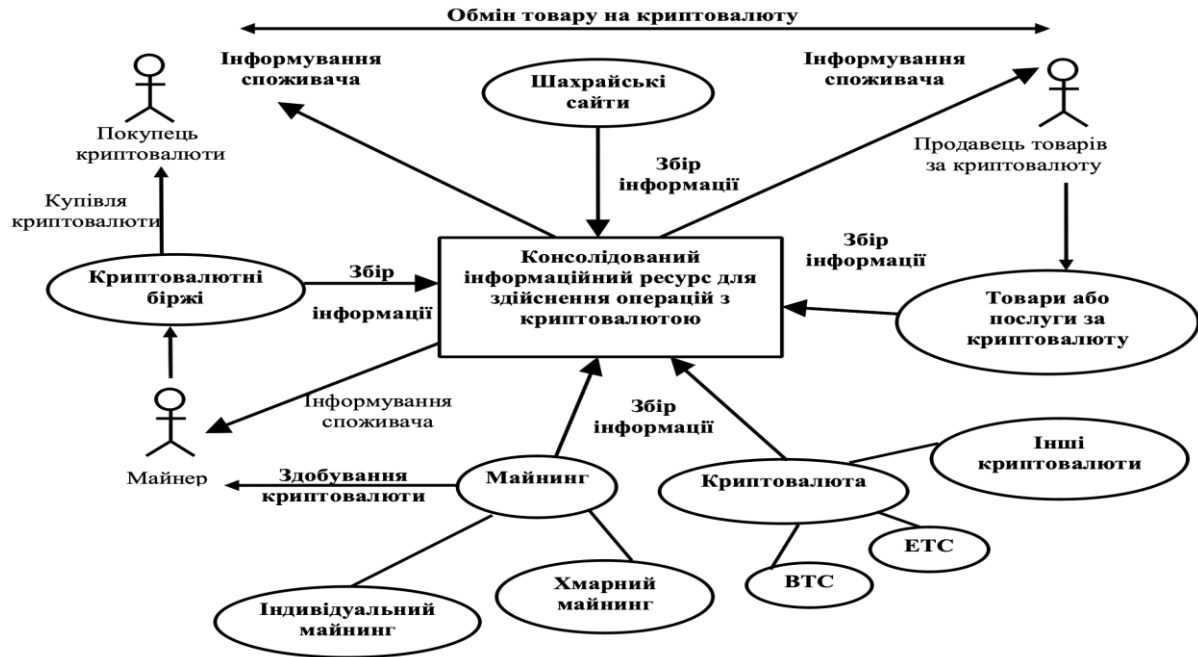 Обмін товару на криптовалюту
Інформування
споживача
Шахрайські
сайти
Інформування
споживача
Покупець
криптовалюти
Продавець товарів
за криптовалюту
Збір
інформації
Купівля
криптовалюти
Криптовалютні
біржі
Збір
інформації
Консолідований
інформаційний ресурс для
здійснення операцій з
криптовалютою
Збір
інформації
Товари або
послуги за
криптовалюту
Інформування
споживача
Збір
інформації
Майнер
Здобування
криптовалюти
Майнинг
Криптовалюта
Інші
криптовалюти
Індивідуальний
майнинг
Хмарний
майнинг
BTC
ETC